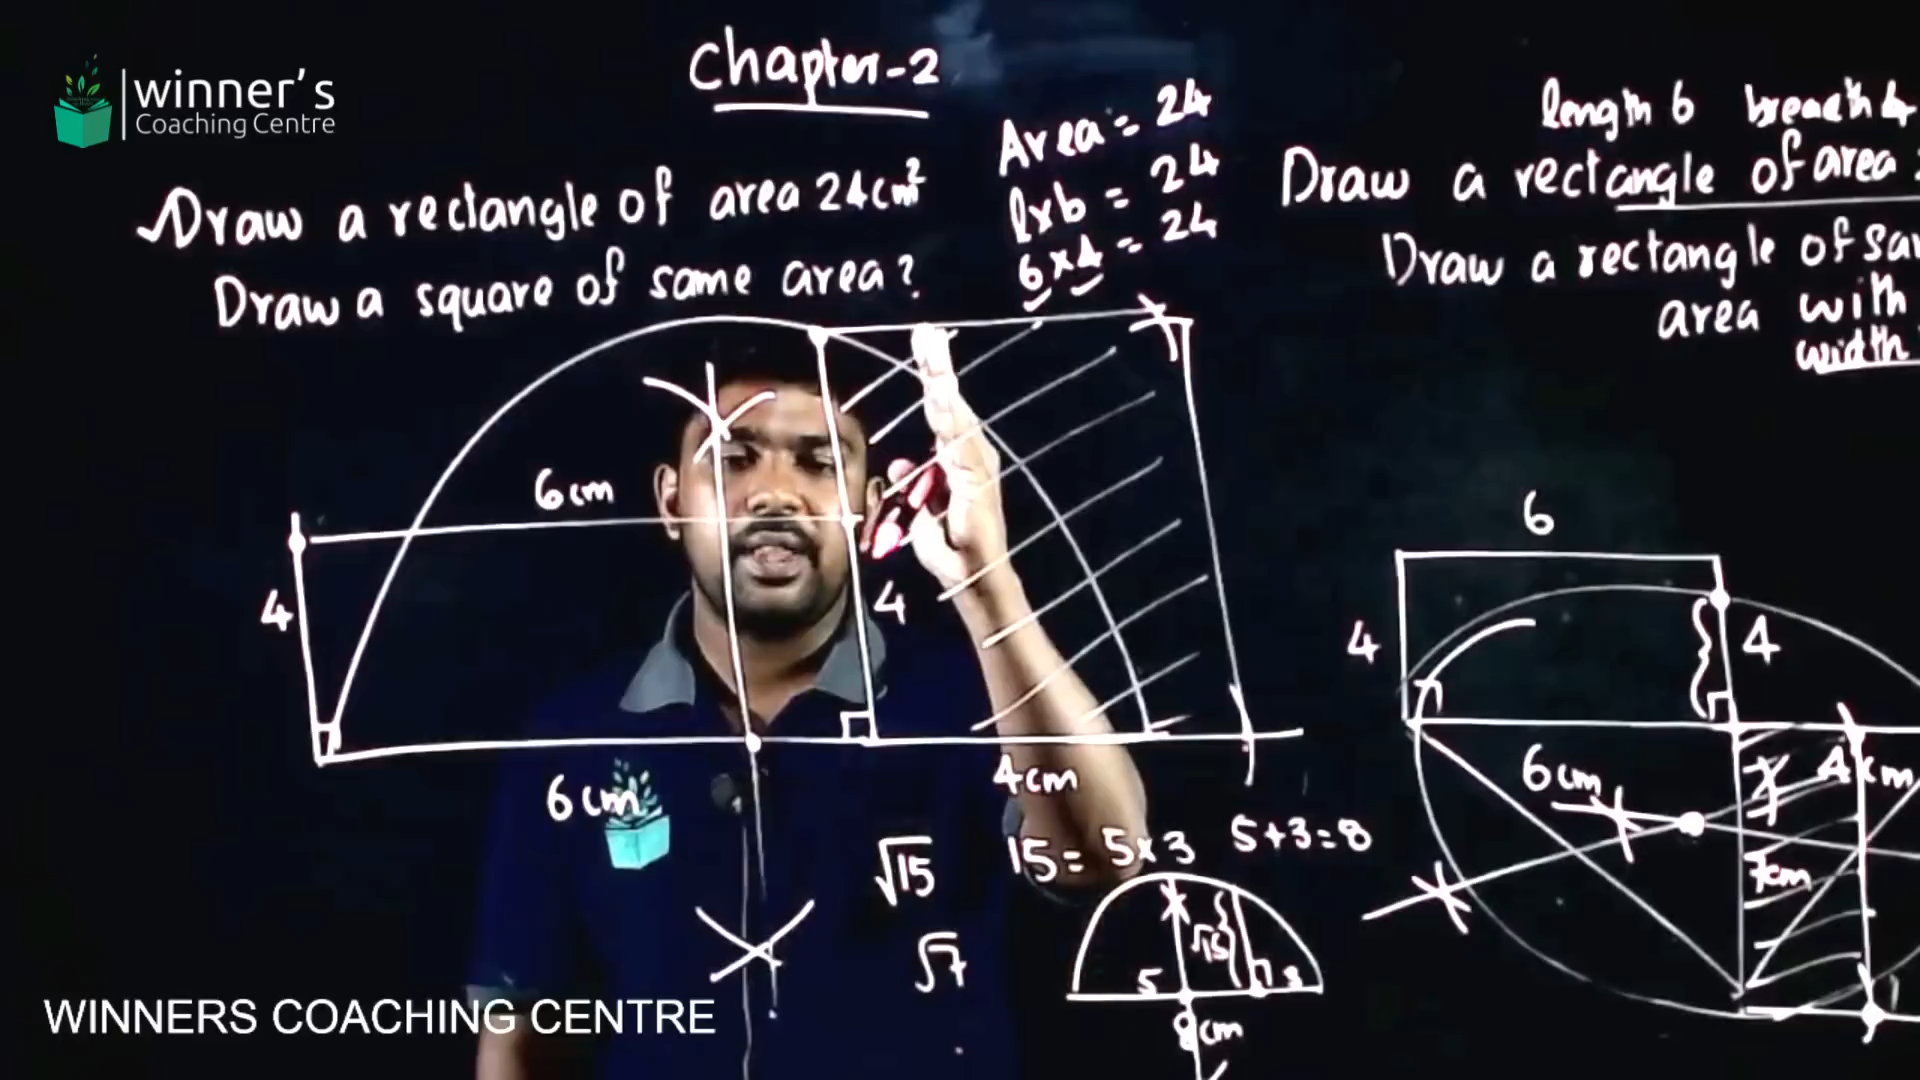 winner's
Coaching Centre
Chapter-2
Draw a rectangle of area 24cm²
Draw a square of same area?
Area = 24
l×b = 24
6×4 = 24
length 6 breath 4
Draw a rectangle of area
Draw a rectangle of
area with
width
6cm
4
4
6cm
4cm
√15
15 = 5×3 5+3=8
√7
√15
5
3
8cm
6
4
4
6cm
4cm
7cm
WINNERS COACHING CENTRE